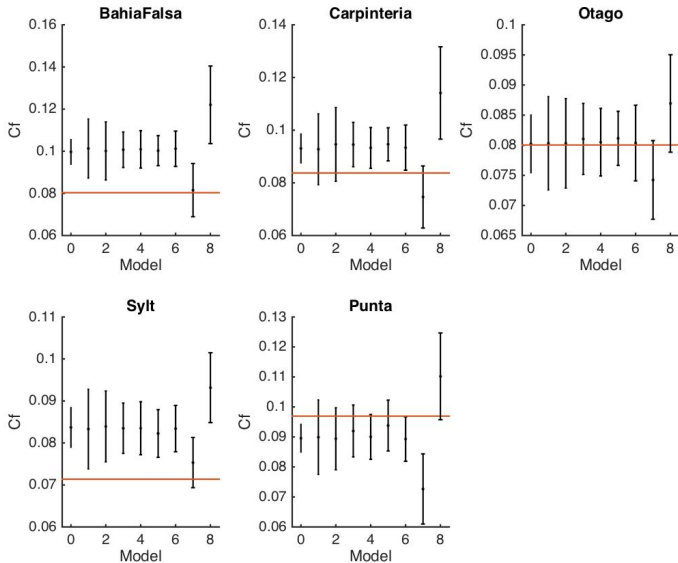 BahiaFalsa
Carpinteria
Otago
0.16
0.14
0.12
0.1
0.08
0.06
Cf
0 2 4 6 8
Model
0.14
0.12
0.1
0.08
0.06
Cf
0 2 4 6 8
Model
0.1
0.095
0.09
0.085
0.08
0.075
0.07
0.065
Cf
0 2 4 6 8
Model
Sylt
Punta
0.11
0.1
0.09
0.08
0.07
0.06
Cf
0 2 4 6 8
Model
0.13
0.12
0.11
0.1
0.09
0.08
0.07
0.06
Cf
0 2 4 6 8
Model